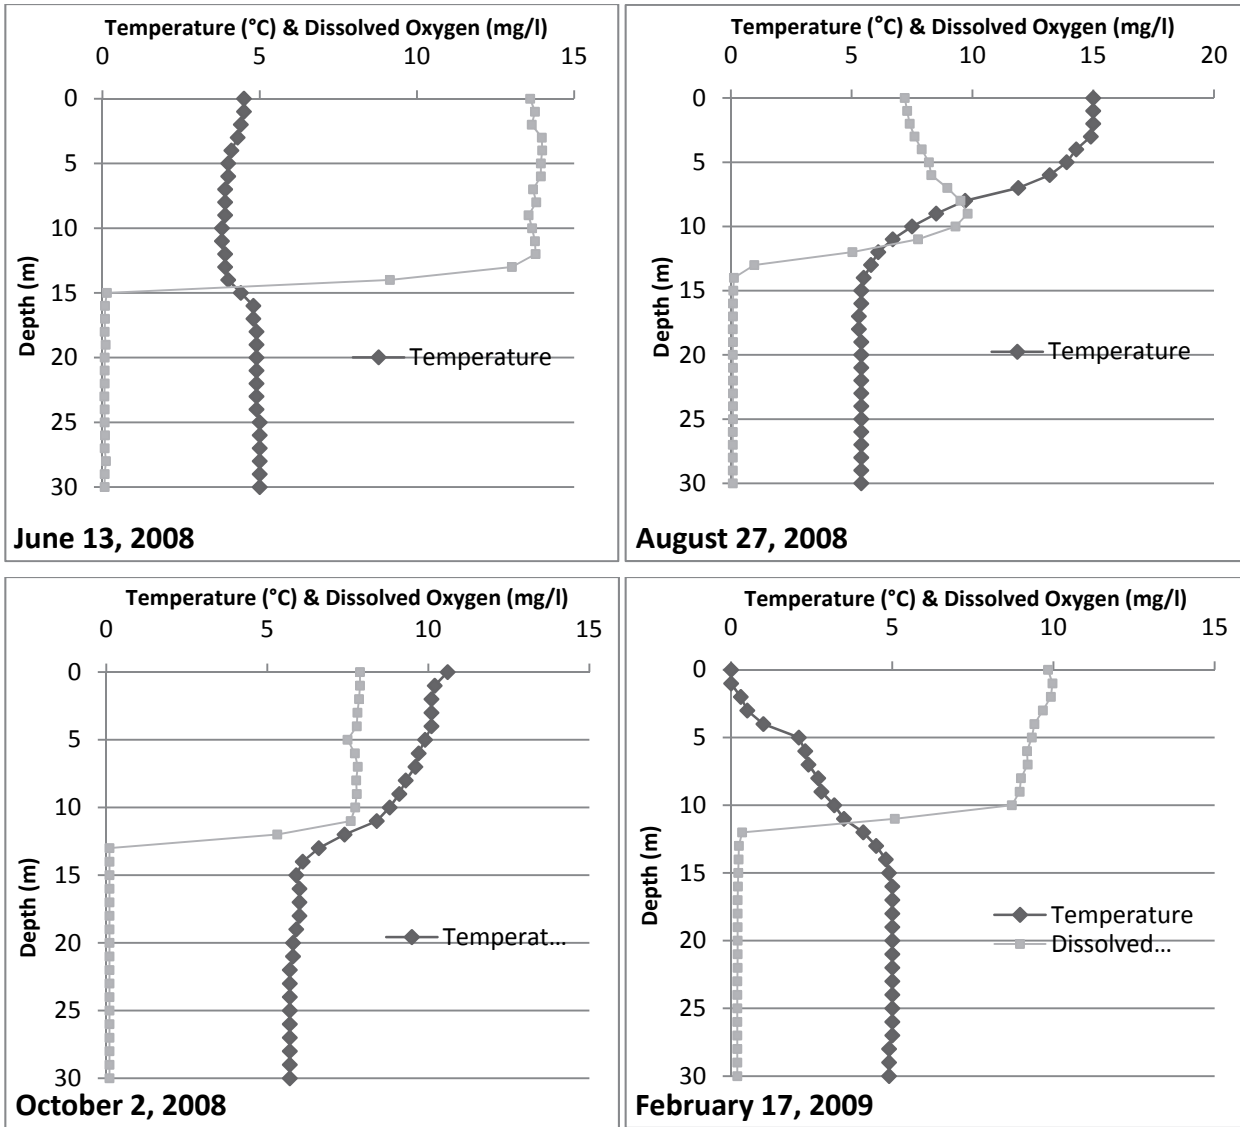 Temperature (°C) & Dissolved Oxygen (mg/l)
0 5 10 15
0
5
10
15
20
25
30
Depth (m)
Temperature
June 13, 2008
Temperature (°C) & Dissolved Oxygen (mg/l)
0 5 10 15 20
0
5
10
15
20
25
30
Depth (m)
Temperature
August 27, 2008
Temperature (°C) & Dissolved Oxygen (mg/l)
0 5 10 15
0
5
10
15
20
25
30
Depth (m)
Temperat...
October 2, 2008
Temperature (°C) & Dissolved Oxygen (mg/l)
0 5 10 15
0
5
10
15
20
25
30
Depth (m)
Temperature
Dissolved...
February 17, 2009